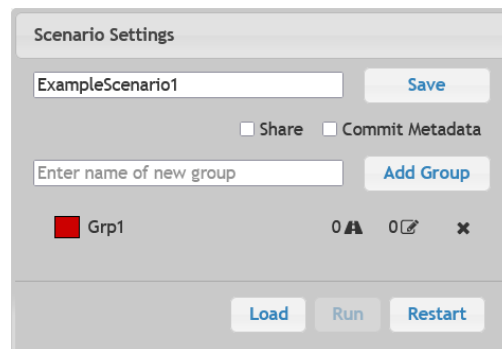 Scenario Settings
ExampleScenario1 Save
Share Commit Metadata
Enter name of new group Add Group
Grp1 0 0
Load Run Restart